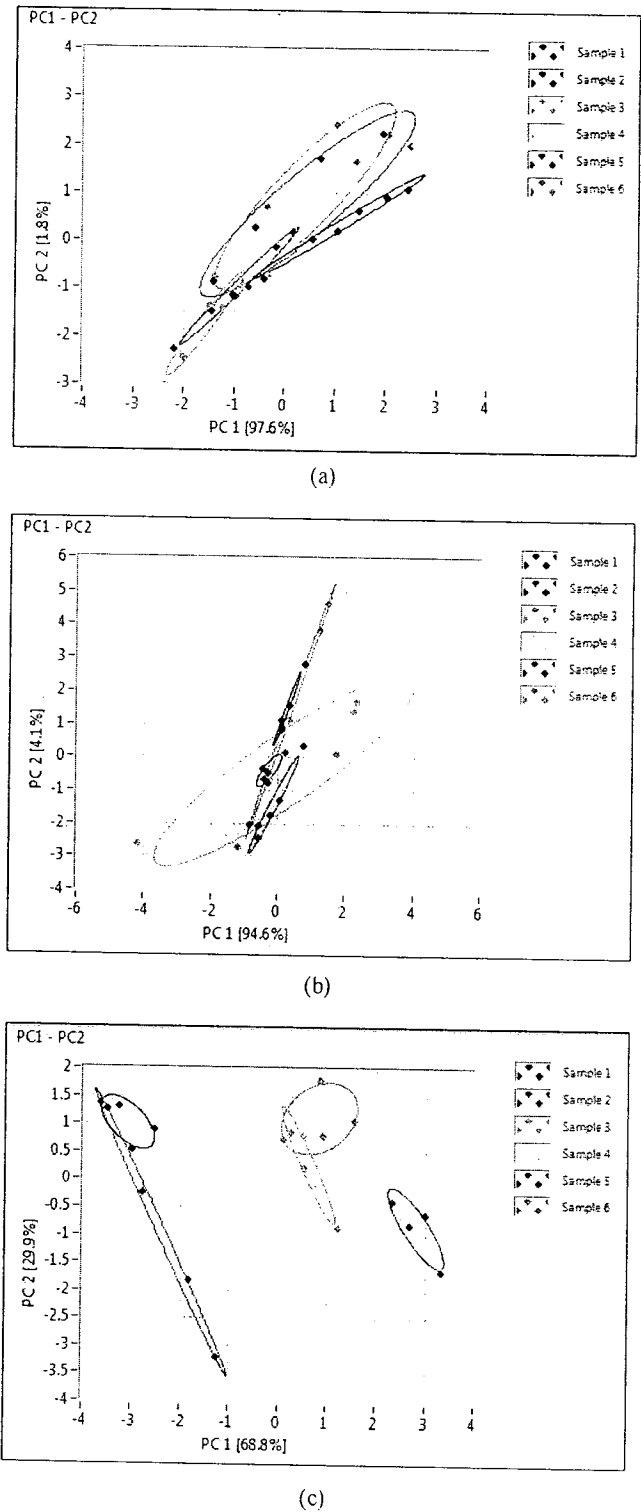 PC1 - PC2
4
3
2
1
0
-1
-2
-3
PC 2 [1.8%]
-4
-3
-2
-1
0
1
2
3
4
PC 1 [97.6%]
Sample 1
Sample 2
Sample 3
Sample 4
Sample 5
Sample 6
(a)
PC1 - PC2
6
5
4
3
2
1
0
-1
-2
-3
-4
PC 2 [4.1%]
-6
-4
-2
0
2
4
6
PC 1 [94.6%]
Sample 1
Sample 2
Sample 3
Sample 4
Sample 5
Sample 6
(b)
PC1 - PC2
2
1.5
1
0.5
0
-0.5
-1
-1.5
-2
-2.5
-3
-3.5
-4
PC 2 [29.9%]
-4
-3
-2
-1
0
1
2
3
4
PC 1 [68.8%]
Sample 1
Sample 2
Sample 3
Sample 4
Sample 5
Sample 6
(c)